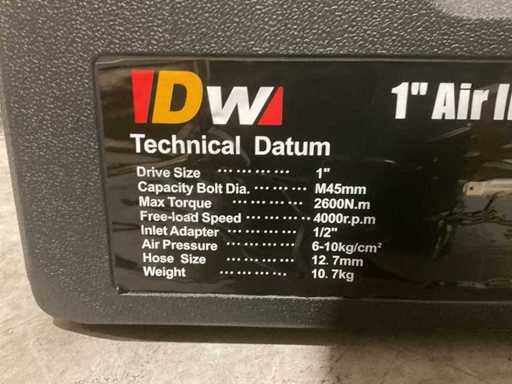 DW
1" Air I
Technical Datum
Drive Size ... ... ... ... 1"
Capacity Bolt Dia. ... ... ... M45mm
Max Torque ... ... ... 2600N.m
Free-load Speed ... ... ... 4000r.p.m
Inlet Adapter ... ... ... 1/2"
Air Pressure ... ... ... 6-10kg/cm²
Hose Size ... ... ... 12.7mm
Weight ... ... ... 10.7kg